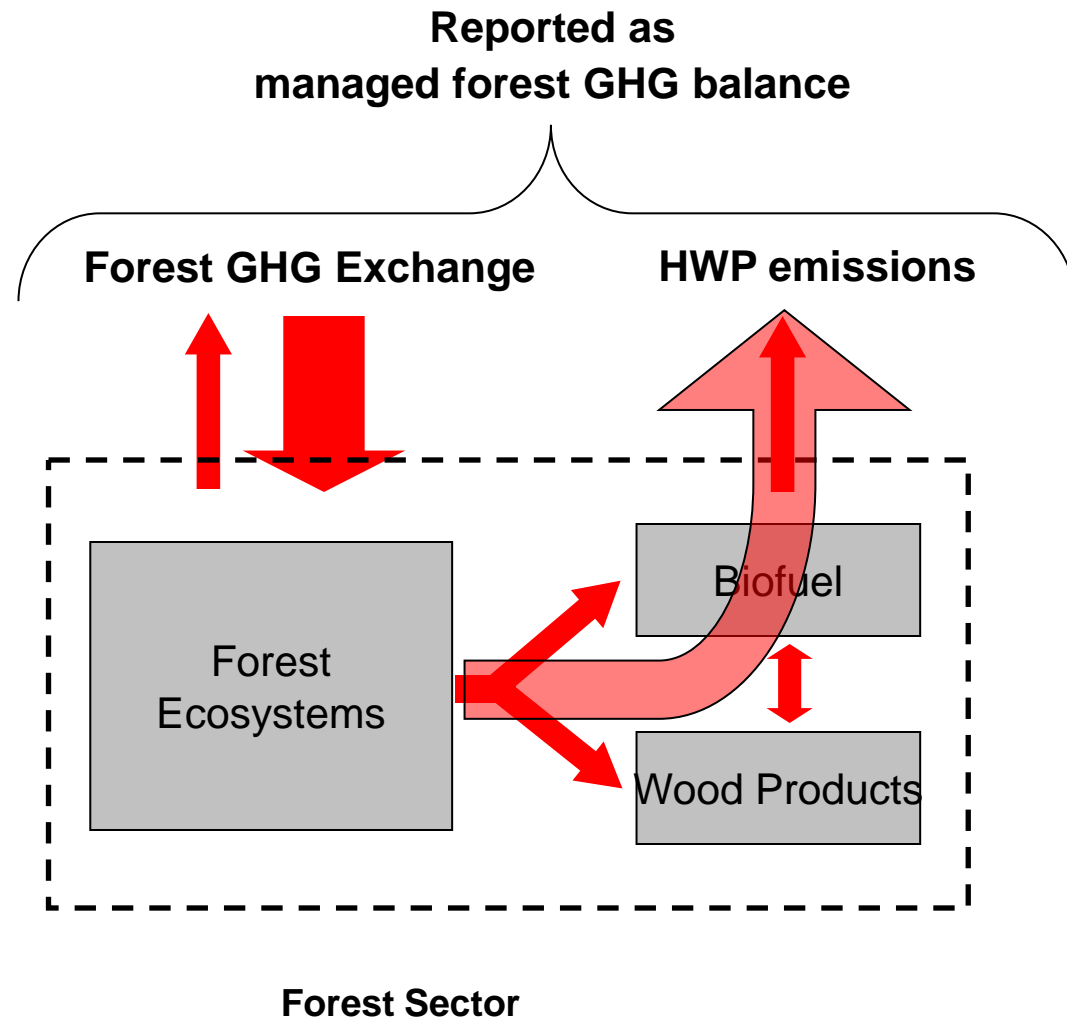 Reported as
managed forest GHG balance
Forest GHG Exchange
HWP emissions
Biofuel
Forest
Ecosystems
Wood Products
Forest Sector